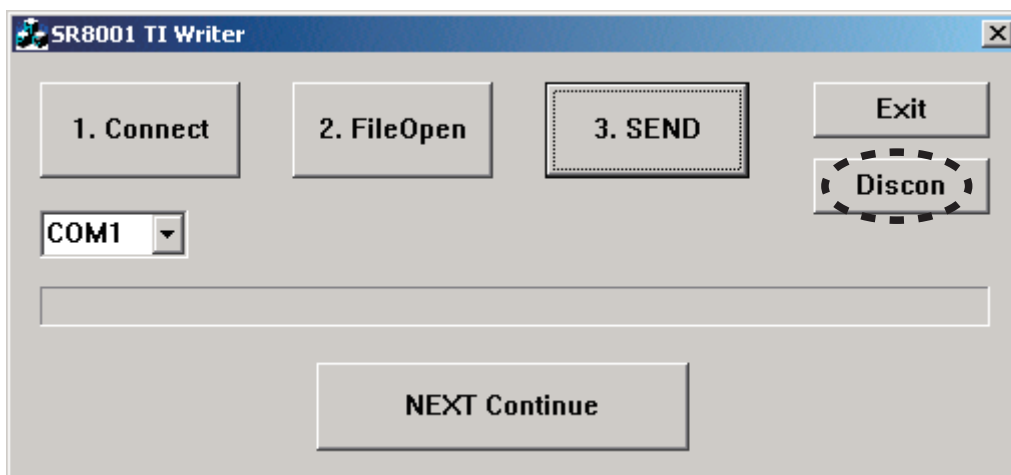 SR8001 TI Writer
1. Connect
2. FileOpen
3. SEND
Exit
Discon
COM1
NEXT Continue